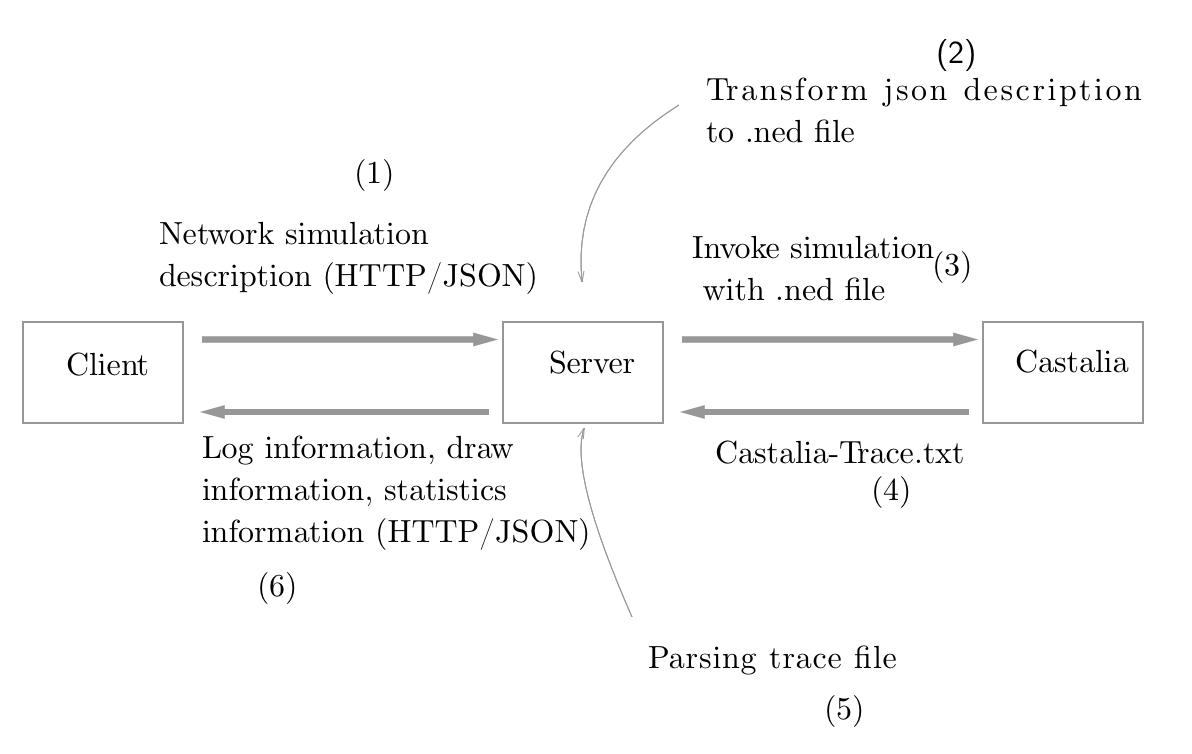 (2)
Transform json description
to .ned file
(1)
Network simulation
description (HTTP/JSON)
Invoke simulation
(3)
with .ned file
Client
Server
Castalia
Log information, draw
information, statistics
information (HTTP/JSON)
(6)
Castalia-Trace.txt
(4)
Parsing trace file
(5)